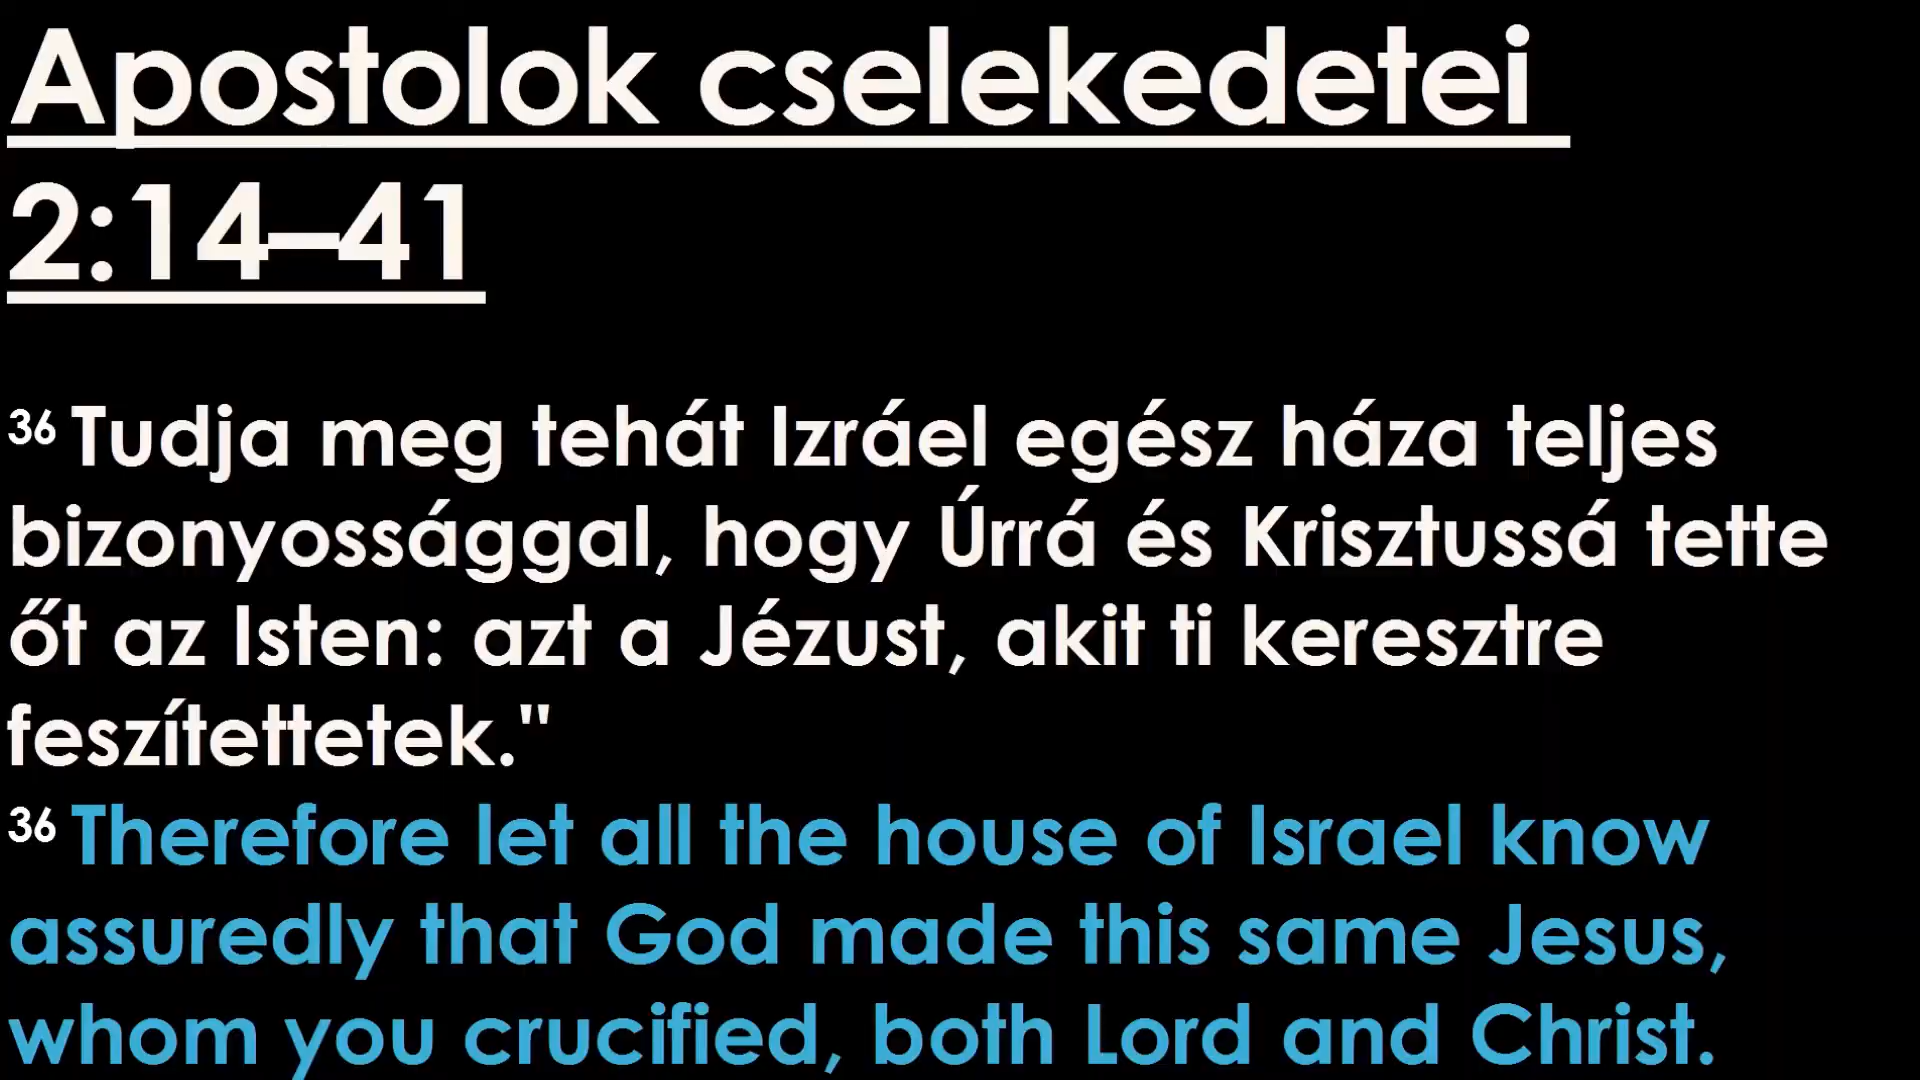 Apostolok cselekedetei
2:14–41
36 Tudja meg tehát Izráel egész háza teljes
bizonyossággal, hogy Úrrá és Krisztussá tette
őt az Isten: azt a Jézust, akit ti keresztre
feszítettetek."
36 Therefore let all the house of Israel know
assuredly that God made this same Jesus,
whom you crucified, both Lord and Christ.